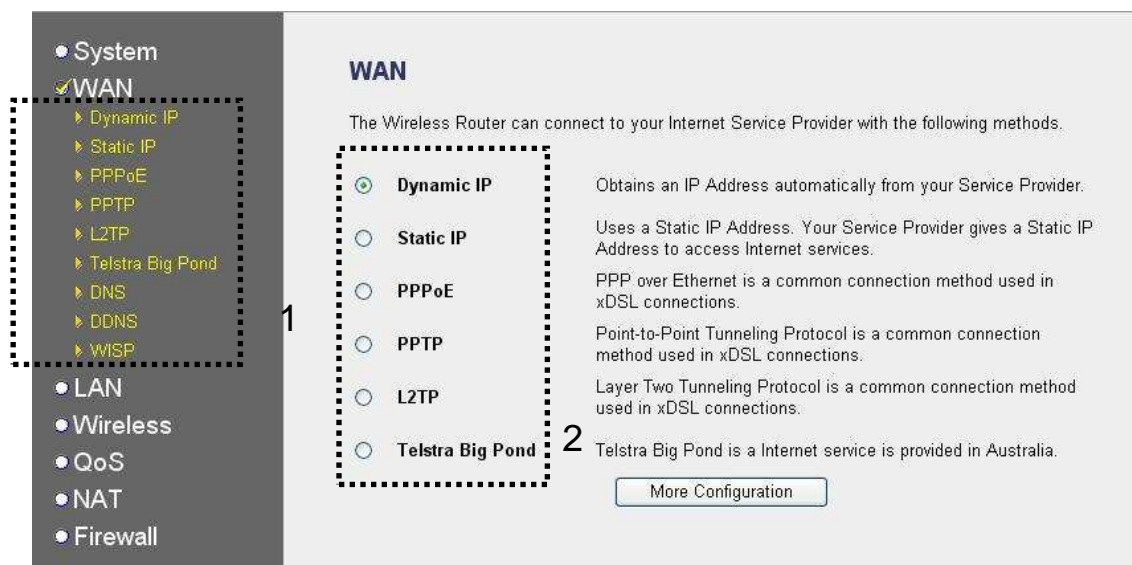 System
WAN
Dynamic IP
Static IP
PPPoE
PPTP
L2TP
Telstra Big Pond
DNS
DDNS
WISP
LAN
Wireless
QoS
NAT
Firewall
1
WAN
The Wireless Router can connect to your Internet Service Provider with the following methods.
Dynamic IP Obtains an IP Address automatically from your Service Provider.
Static IP Uses a Static IP Address. Your Service Provider gives a Static IP
Address to access Internet services.
PPPoE PPP over Ethernet is a common connection method used in
xDSL connections.
PPTP Point-to-Point Tunneling Protocol is a common connection
method used in xDSL connections.
L2TP Layer Two Tunneling Protocol is a common connection method
used in xDSL connections.
Telstra Big Pond 2 Telstra Big Pond is a Internet service is provided in Australia.
More Configuration